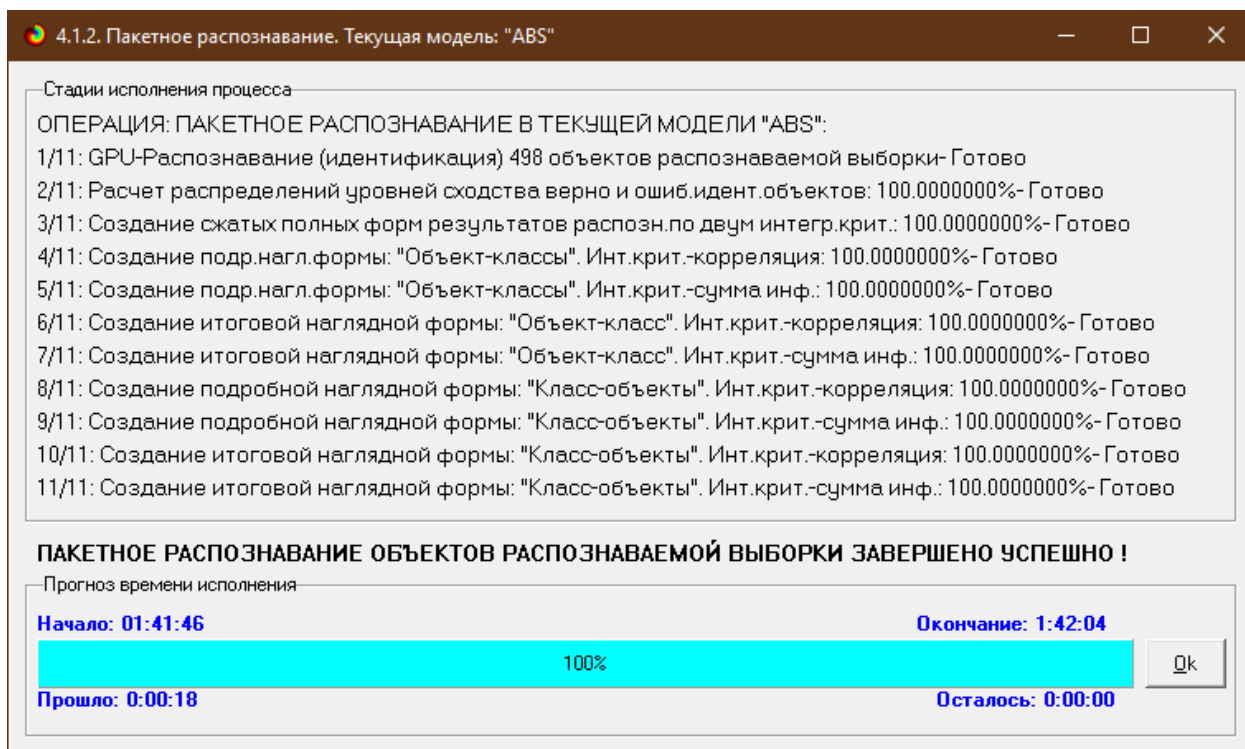 4.1.2. Пакетное распознавание. Текущая модель: "ABS"
Стадии исполнения процесса
ОПЕРАЦИЯ: ПАКЕТНОЕ РАСПОЗНАВАНИЕ В ТЕКУЩЕЙ МОДЕЛИ "ABS":
1/11: GPU-Распознавание (идентификация) 498 объектов распознаваемой выборки- Готово
2/11: Расчет распределений уровней сходства верно и ошиб.идент.объектов: 100.0000000%- Готово
3/11: Создание сжатых полных форм результатов распозн.по двум интегр.крит.: 100.0000000%- Готово
4/11: Создание подр.нагл.формы: "Объект-классы". Инт.крит.-корреляция: 100.0000000%- Готово
5/11: Создание подр.нагл.формы: "Объект-классы". Инт.крит.-сумма инф.: 100.0000000%- Готово
6/11: Создание итоговой наглядной формы: "Объект-класс". Инт.крит.-корреляция: 100.0000000%- Готово
7/11: Создание итоговой наглядной формы: "Объект-класс". Инт.крит.-сумма инф.: 100.0000000%- Готово
8/11: Создание подробной наглядной формы: "Класс-объекты". Инт.крит.-корреляция: 100.0000000%- Готово
9/11: Создание подробной наглядной формы: "Класс-объекты". Инт.крит.-сумма инф.: 100.0000000%- Готово
10/11: Создание итоговой наглядной формы: "Класс-объекты". Инт.крит.-корреляция: 100.0000000%- Готово
11/11: Создание итоговой наглядной формы: "Класс-объекты". Инт.крит.-сумма инф.: 100.0000000%- Готово
ПАКЕТНОЕ РАСПОЗНАВАНИЕ ОБЪЕКТОВ РАСПОЗНАВАЕМОЙ ВЫБОРКИ ЗАВЕРШЕНО УСПЕШНО !
Прогноз времени исполнения
Начало: 01:41:46 Окончание: 1:42:04
100% Ok
Прошло: 0:00:18 Осталось: 0:00:00